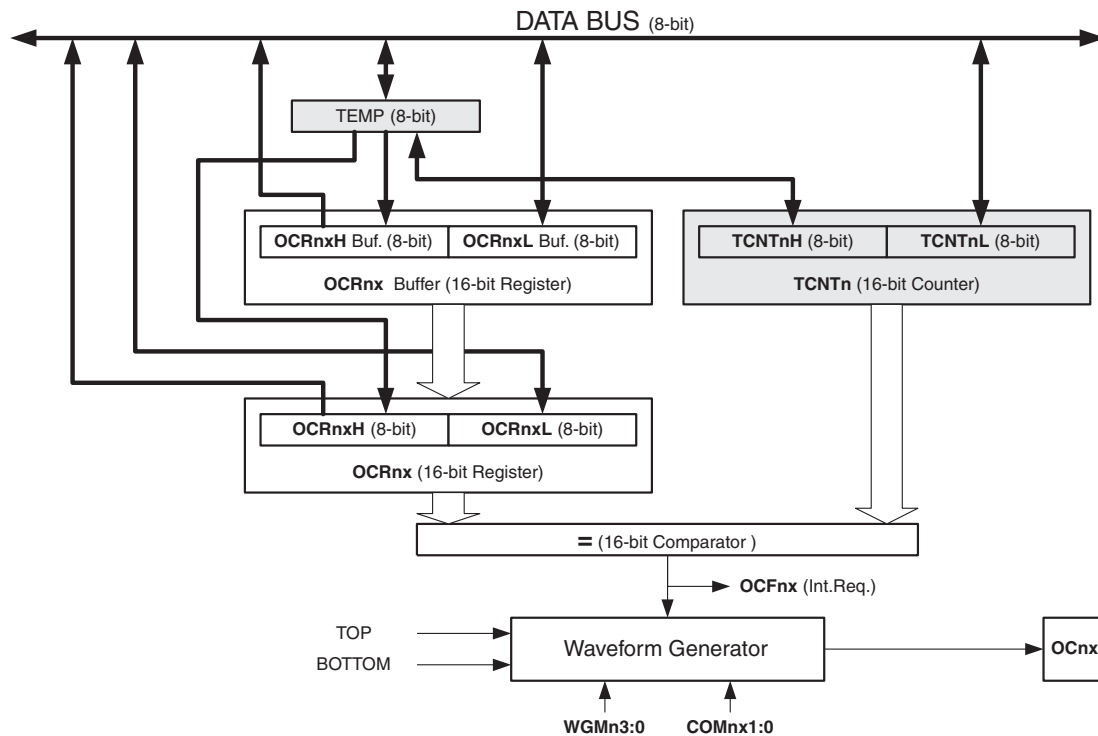 DATA BUS (8-bit)
TEMP (8-bit)
OCRnxH Buf. (8-bit) OCRnxL Buf. (8-bit)
OCRnx Buffer (16-bit Register)
TCNTnH (8-bit) TCNTnL (8-bit)
TCNTn (16-bit Counter)
OCRnxH (8-bit) OCRnxL (8-bit)
OCRnx (16-bit Register)
= (16-bit Comparator )
OCFnx (Int.Req.)
TOP
BOTTOM
Waveform Generator
OCnx
WGMn3:0 COMnx1:0